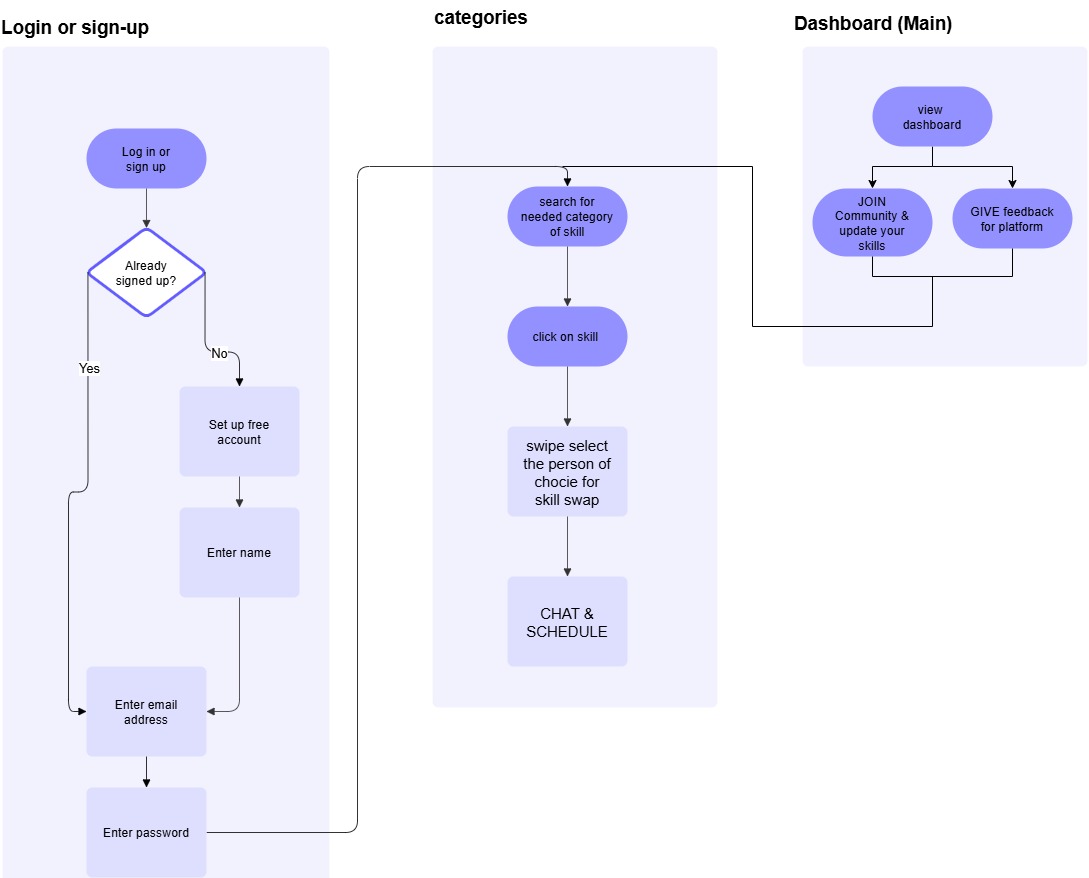 Login or sign-up
Log in or
sign up
Already
signed up?
Yes
No
Set up free
account
Enter name
Enter email
address
Enter password
categories
search for
needed category
of skill
click on skill
swipe select
the person of
chocie for
skill swap
CHAT &
SCHEDULE
Dashboard (Main)
view
dashboard
JOIN
Community &
update your
skills
GIVE feedback
for platform